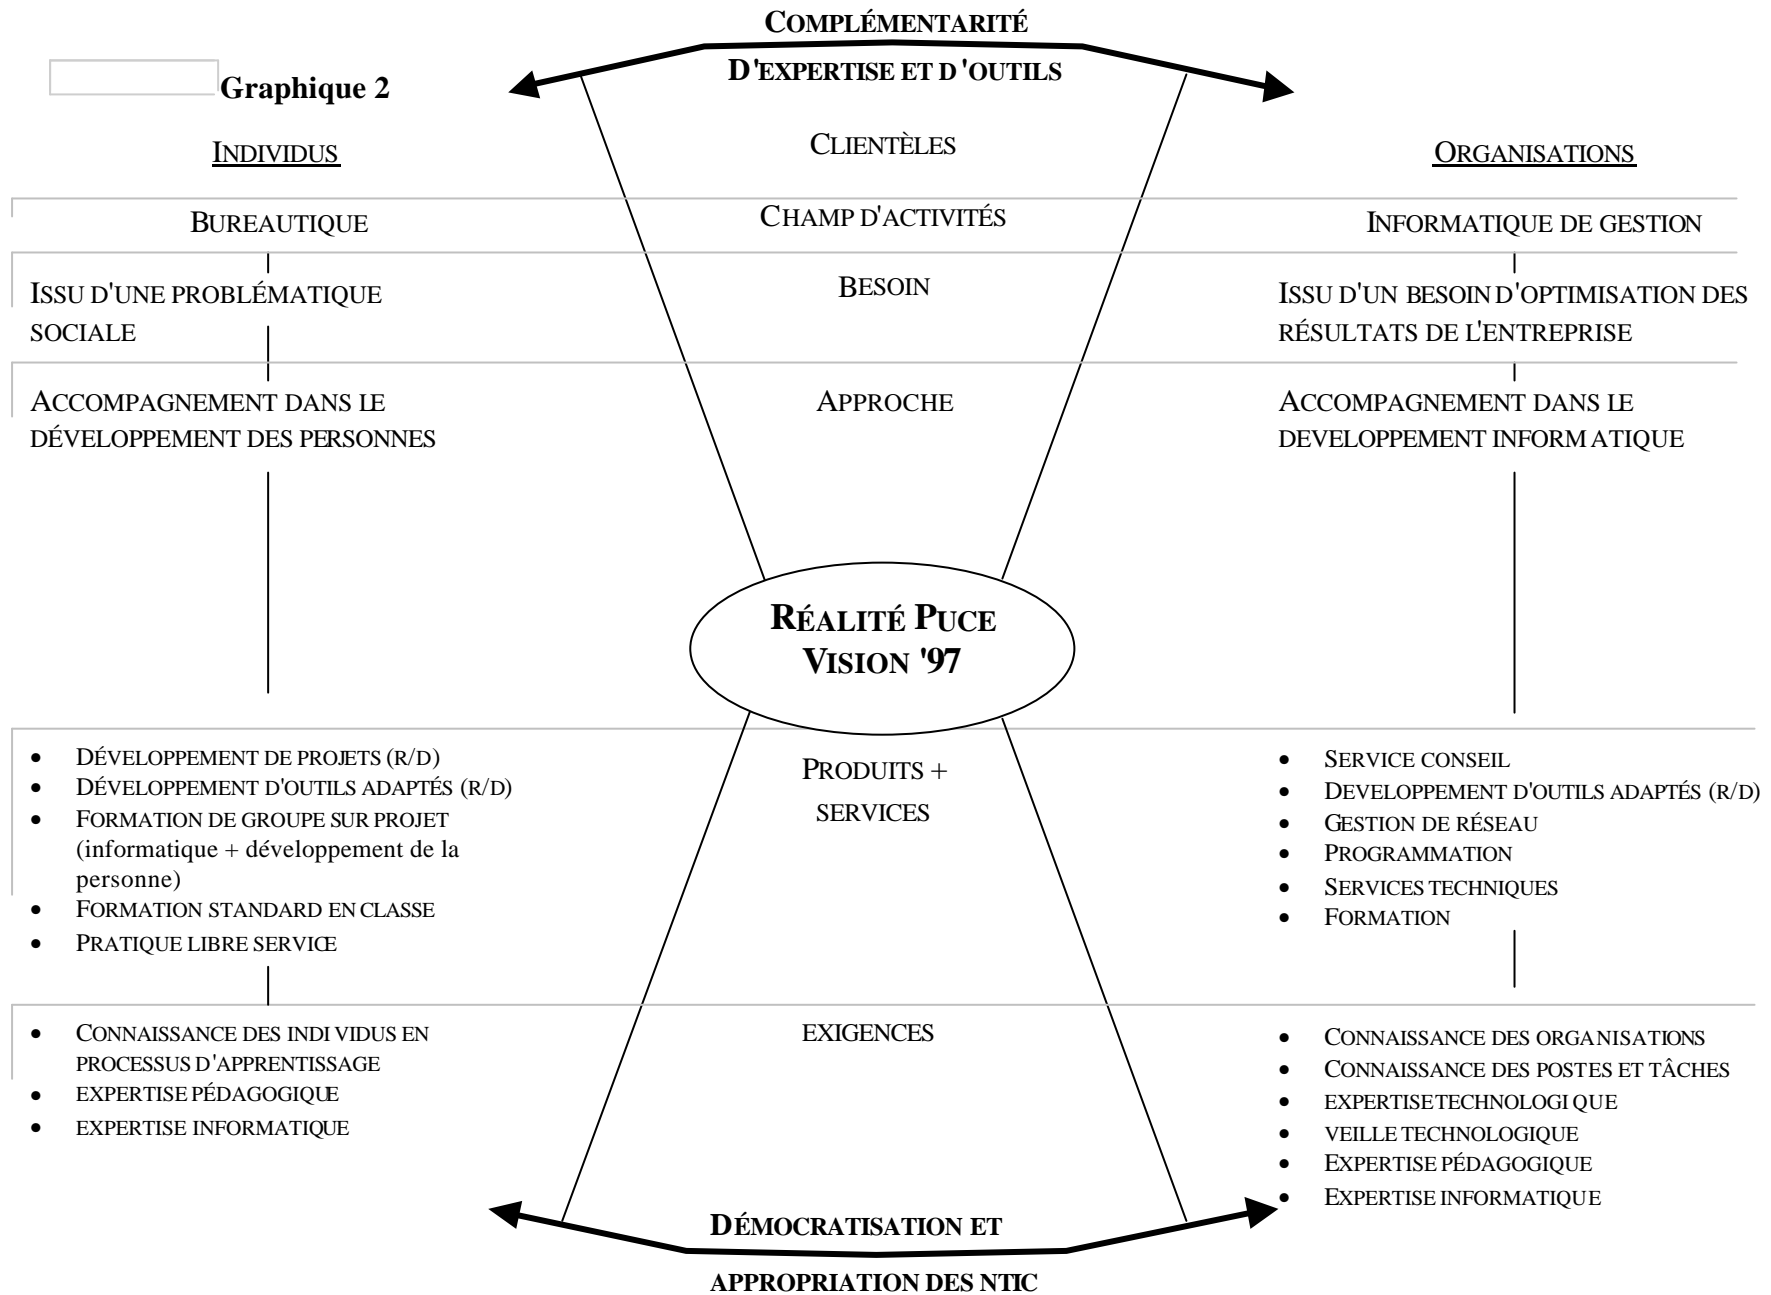 COMPLÉMENTARITÉ
D'EXPERTISE ET D'OUTILS
Graphique 2
INDIVIDUS
CLIENTÈLES
ORGANISATIONS
BUREAUTIQUE
CHAMP D'ACTIVITÉS
INFORMATIQUE DE GESTION
ISSU D'UNE PROBLÉMATIQUE
SOCIALE
BESOIN
ISSU D'UN BESOIN D'OPTIMISATION DES
RÉSULTATS DE L'ENTREPRISE
ACCOMPAGNEMENT DANS LE
DÉVELOPPEMENT DES PERSONNES
APPROCHE
ACCOMPAGNEMENT DANS LE
DEVELOPPEMENT INFORMATIQUE
RÉALITÉ PUCE
VISION '97
• DÉVELOPPEMENT DE PROJETS (R/D)
• DÉVELOPPEMENT D'OUTILS ADAPTÉS (R/D)
• FORMATION DE GROUPE SUR PROJET
(informatique + développement de la
personne)
• FORMATION STANDARD EN CLASSE
• PRATIQUE LIBRE SERVICE
PRODUITS +
SERVICES
• SERVICE CONSEIL
• DEVELOPPEMENT D'OUTILS ADAPTÉS (R/D)
• GESTION DE RÉSEAU
• PROGRAMMATION
• SERVICES TECHNIQUES
• FORMATION
• CONNAISSANCE DES INDIVIDUS EN
PROCESSUS D'APPRENTISSAGE
• EXPERTISE PÉDAGOGIQUE
• EXPERTISE INFORMATIQUE
EXIGENCES
• CONNAISSANCE DES ORGANISATIONS
• CONNAISSANCE DES POSTES ET TÂCHES
• EXPERTISE TECHNOLOGIQUE
• VEILLE TECHNOLOGIQUE
• EXPERTISE PÉDAGOGIQUE
• EXPERTISE INFORMATIQUE
DÉMOCRATISATION ET
APPROPRIATION DES NTIC